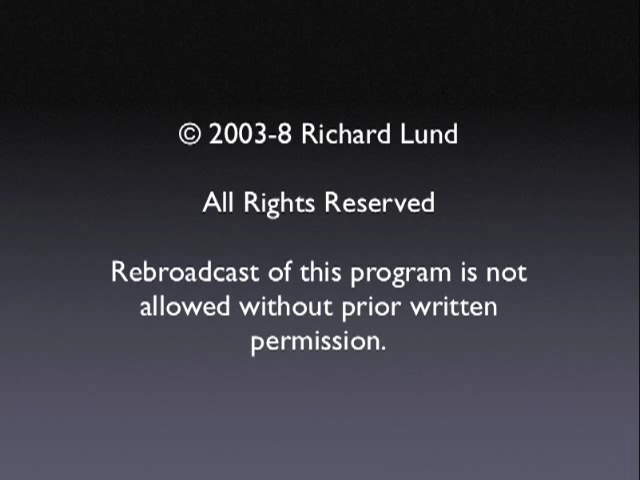 © 2003-8 Richard Lund
All Rights Reserved
Rebroadcast of this program is not
allowed without prior written
permission.